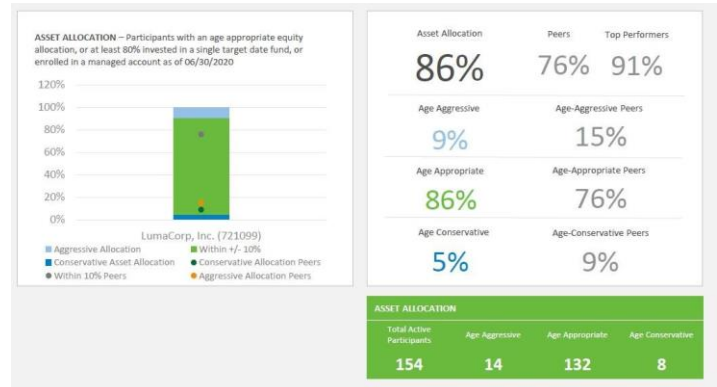 ASSET ALLOCATION – Participants with an age appropriate equity
allocation, or at least 80% invested in a single target date fund, or
enrolled in a managed account as of 06/30/2020
120%
100%
80%
60%
40%
20%
0%
LumaCorp, Inc. (721099)
Aggressive Allocation
Within +/- 10%
Conservative Asset Allocation
Conservative Allocation Peers
Within 10% Peers
Aggressive Allocation Peers
Asset Allocation Peers Top Performers
86% 76% 91%
Age Aggressive Age-Aggressive Peers
9% 15%
Age Appropriate Age-Appropriate Peers
86% 76%
Age Conservative Age-Conservative Peers
5% 9%
ASSET ALLOCATION
Total Active
Participants Age Aggressive Age Appropriate Age Conservative
154 14 132 8